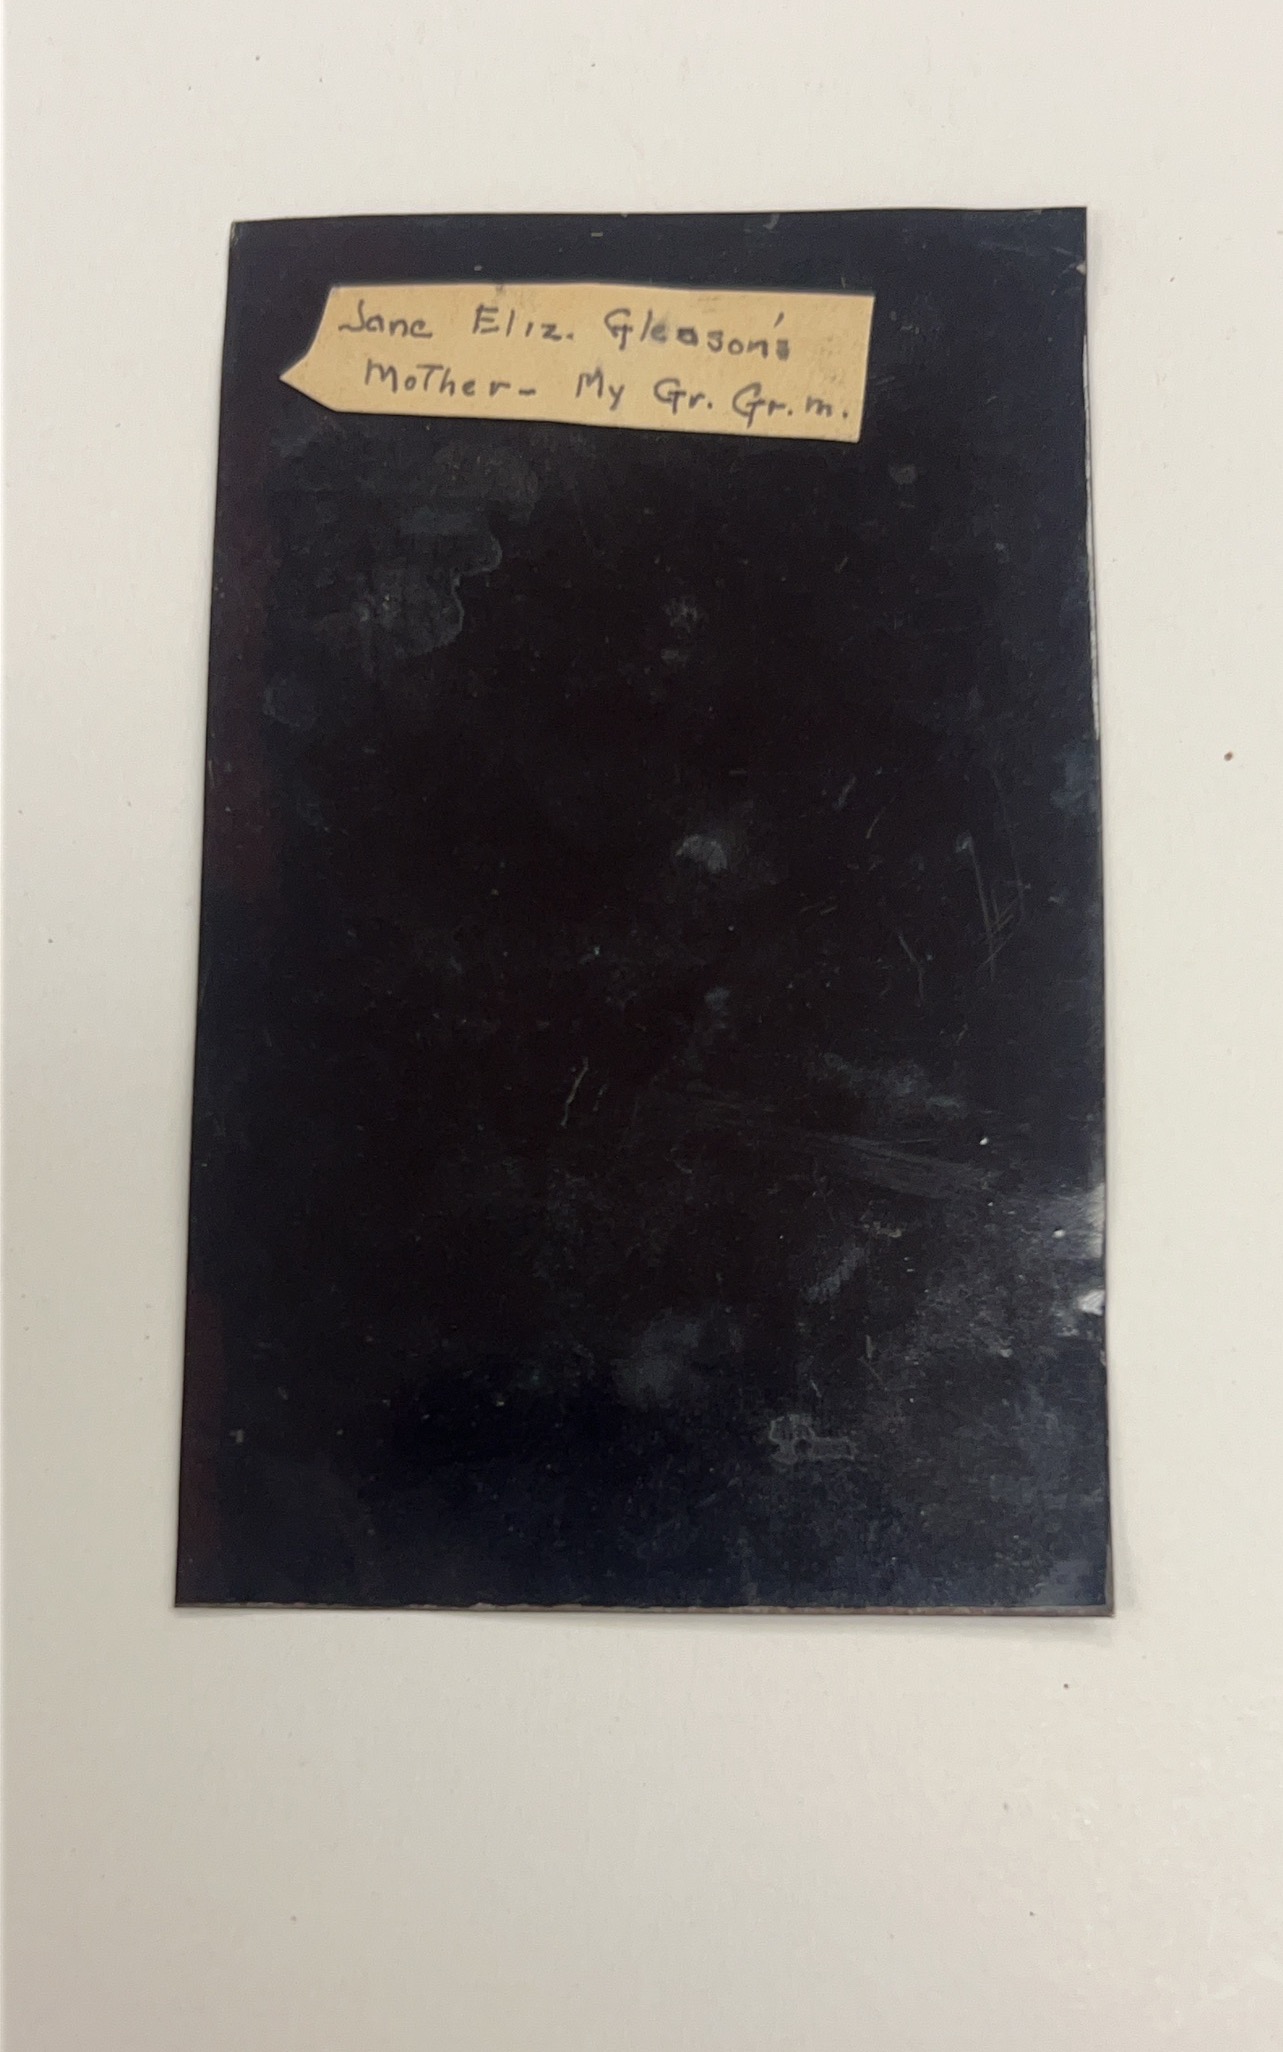 Jane Eliz. Gleason's
Mother- My Gr. Gr. m.